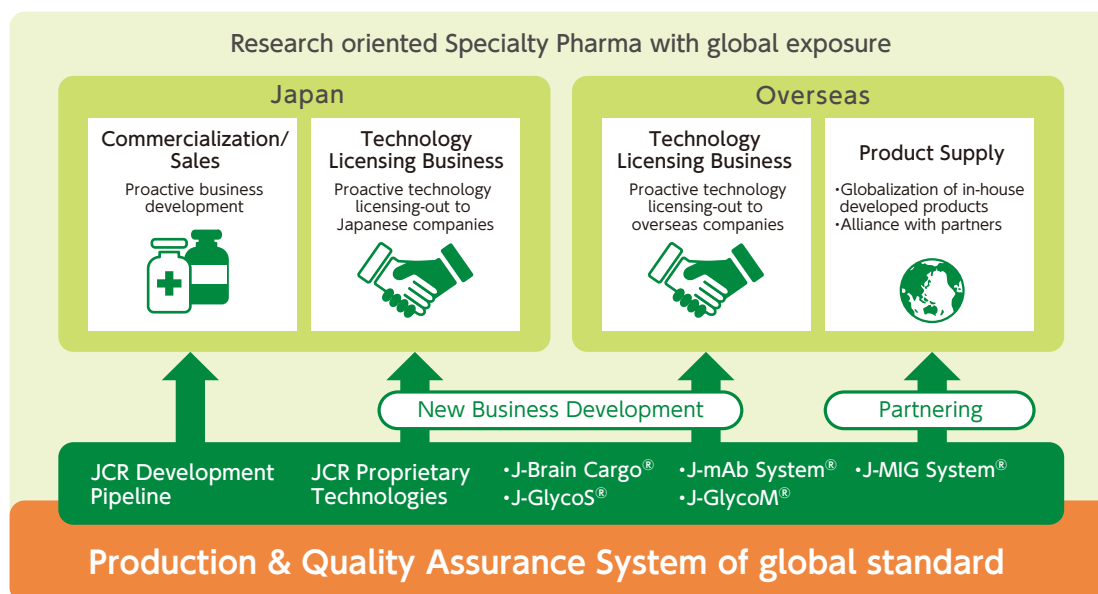 Research oriented Specialty Pharma with global exposure
Japan
Commercialization/
Sales
Proactive business
development
Technology
Licensing Business
Proactive technology
licensing-out to
Japanese companies
Overseas
Technology
Licensing Business
Proactive technology
licensing-out to
overseas companies
Product Supply
・Globalization of in-house
developed products
・Alliance with partners
New Business Development
Partnering
JCR Development
Pipeline
JCR Proprietary
Technologies
・J-Brain Cargo®
・J-GlycoS®
・J-mAb System®
・J-GlycoM®
・J-MIG System®
Production & Quality Assurance System of global standard